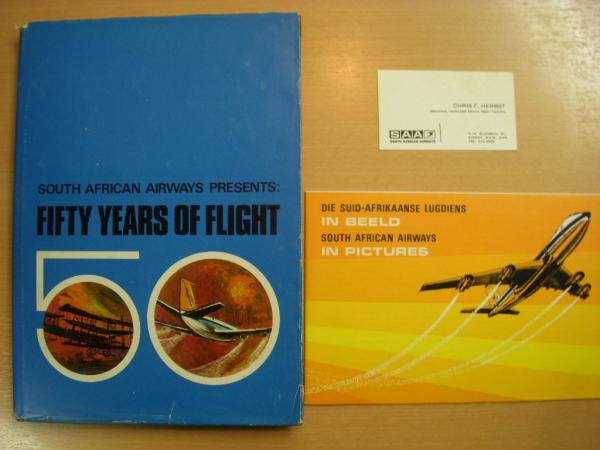 SOUTH AFRICAN AIRWAYS PRESENTS:
FIFTY YEARS OF FLIGHT
50
CHRIS F. HERBST
SAA
SOUTH AFRICAN AIRWAYS
DIE SUID-AFRIKAANSE LUGDIENS
IN BEELD
SOUTH AFRICAN AIRWAYS
IN PICTURES